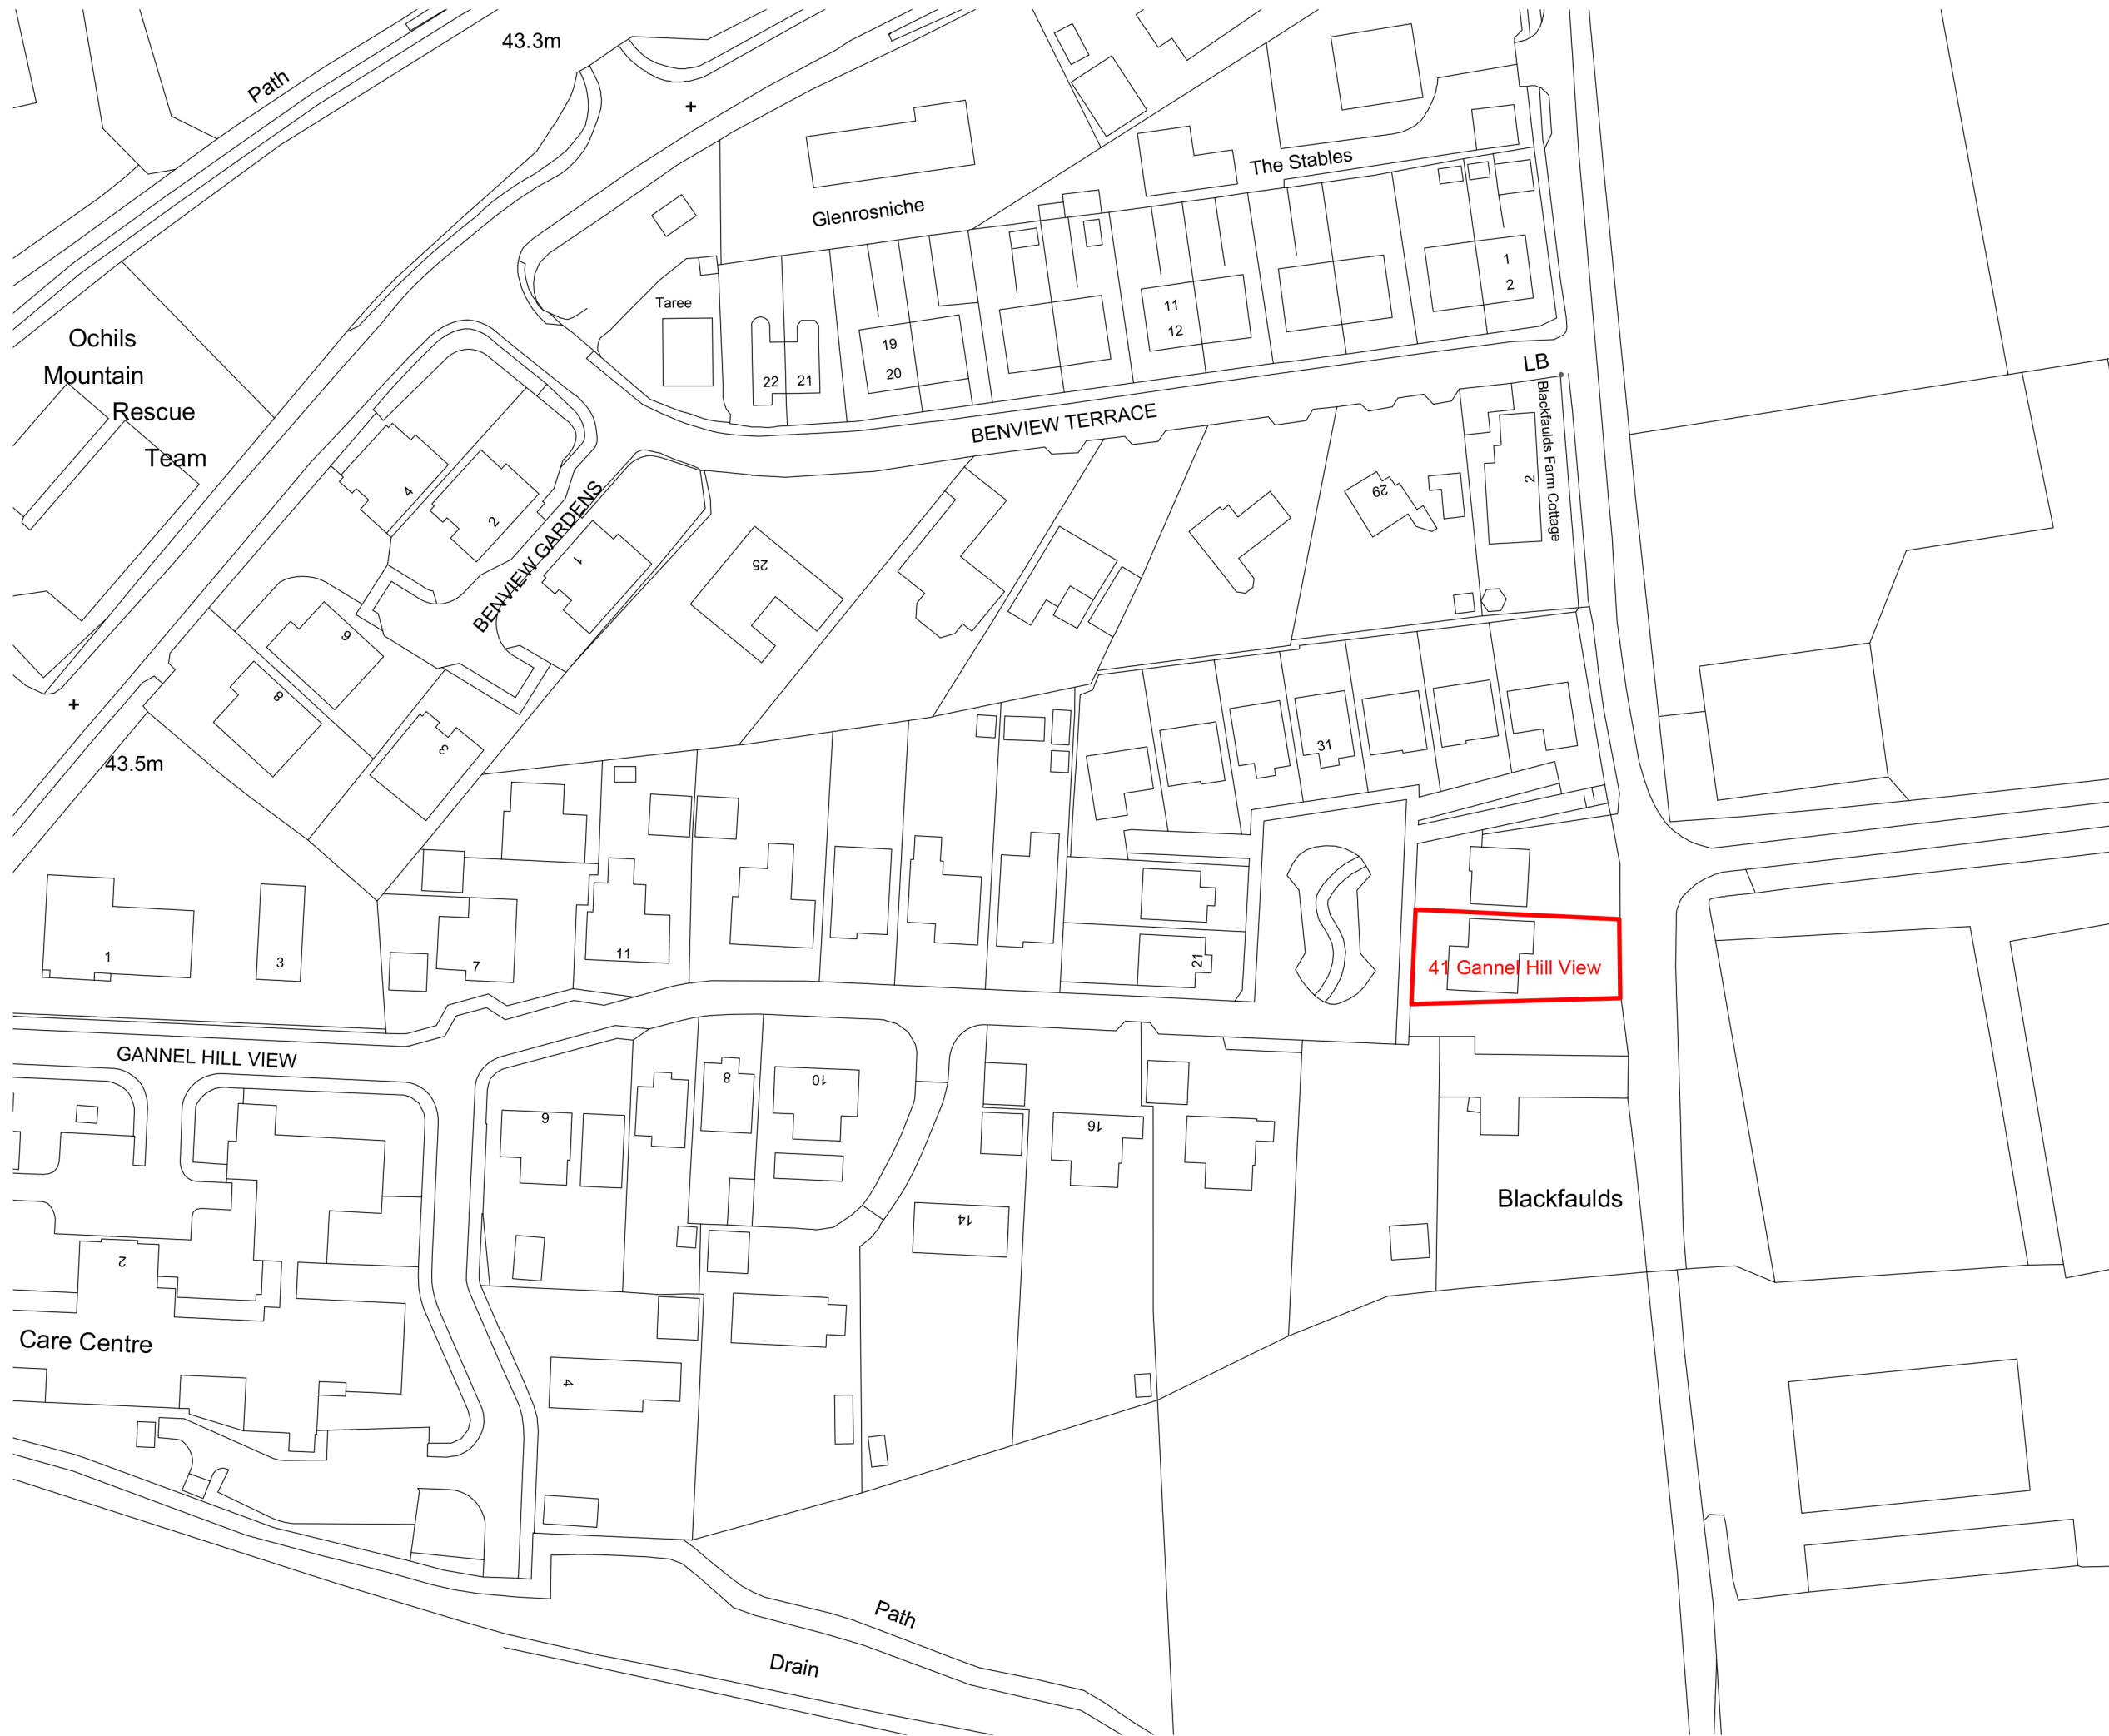 43.3m
Path
The Stables
Glenrosniche
1
2
Taree
11
12
Ochils
Mountain
Rescue
Team
19
20
22
21
LB
Blackfaulds Farm Cottage
BENVIEW TERRACE
2
29
4
2
BENVIEW GARDENS
1
25
6
8
3
31
43.5m
1
3
7
11
21
41 Gannel Hill View
GANNEL HILL VIEW
6
8
10
16
14
Blackfaulds
2
Care Centre
4
Path
Drain